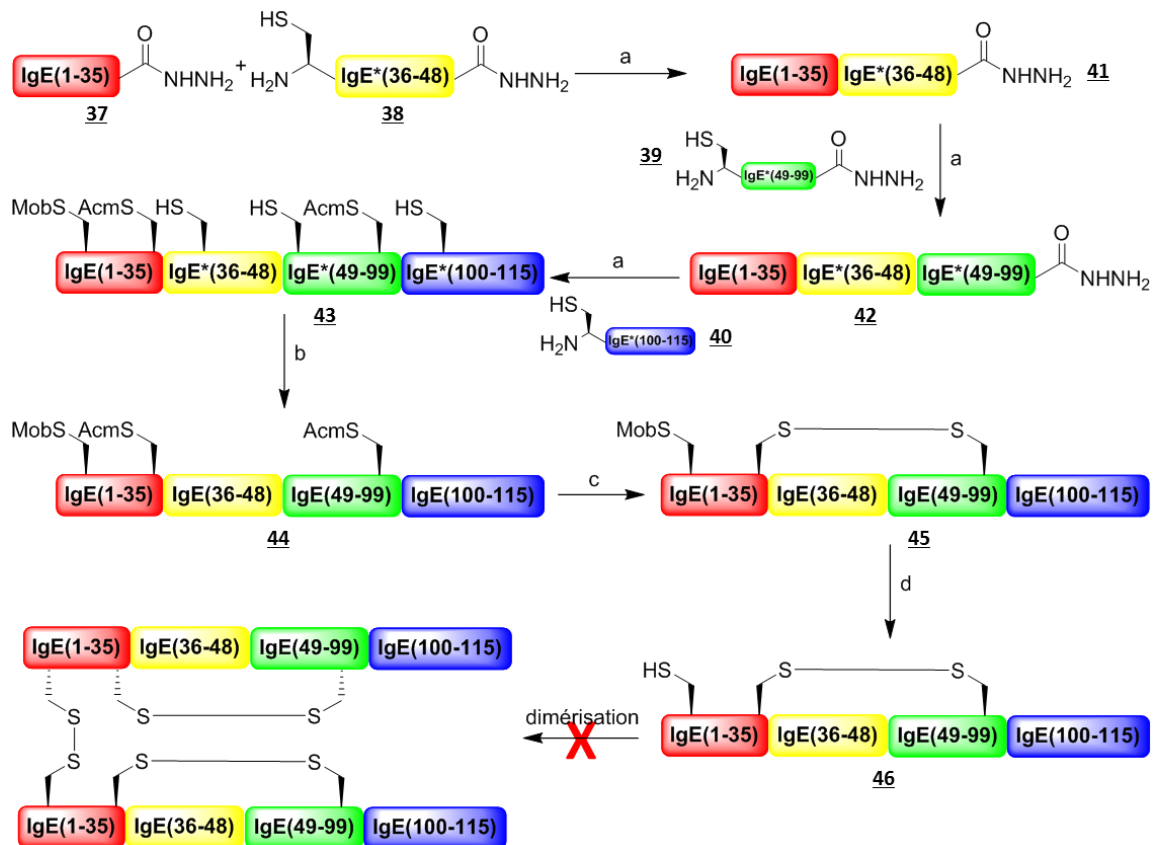 IgE(1-35)
O
NHNH2
37
+
HS
H2N
IgE*(36-48)
O
NHNH2
38
a
IgE(1-35) IgE*(36-48)
O
NHNH2
41
39
HS
H2N
IgE*(49-99)
O
NHNH2
a
MobS AcmS HS HS AcmS HS
IgE(1-35) IgE*(36-48) IgE*(49-99) IgE*(100-115)
43
a
HS
H2N
IgE*(100-115)
40
IgE(1-35) IgE*(36-48) IgE*(49-99)
O
NHNH2
42
b
MobS AcmS AcmS
IgE(1-35) IgE(36-48) IgE(49-99) IgE(100-115)
44
c
MobS S S
IgE(1-35) IgE(36-48) IgE(49-99) IgE(100-115)
45
d
HS S S
IgE(1-35) IgE(36-48) IgE(49-99) IgE(100-115)
46
dimérisation
X
IgE(1-35) IgE(36-48) IgE(49-99) IgE(100-115)
S S S
S S S
IgE(1-35) IgE(36-48) IgE(49-99) IgE(100-115)